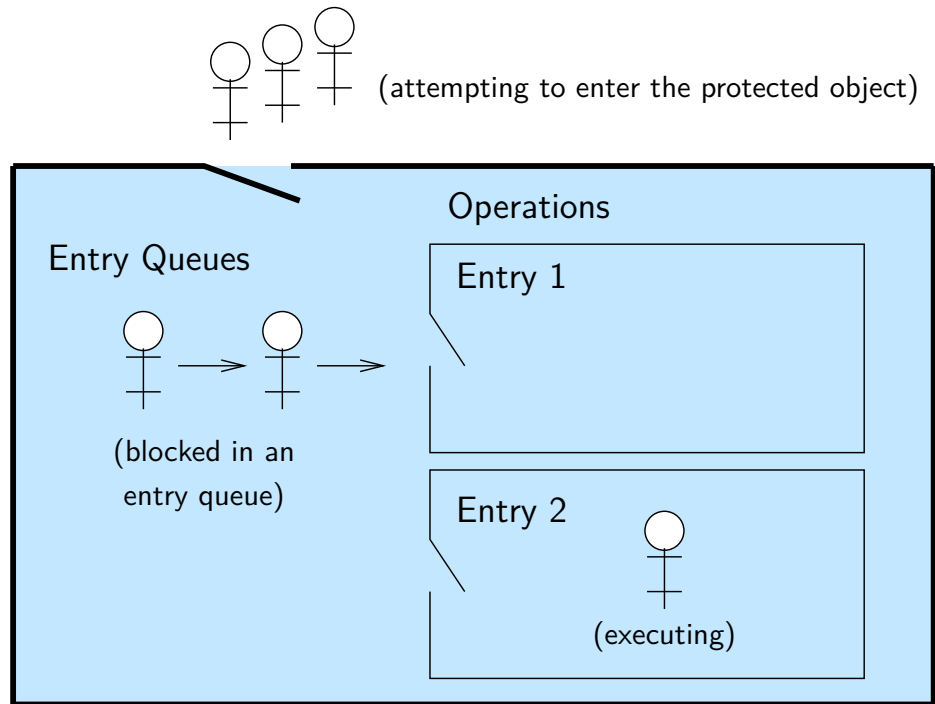 (attempting to enter the protected object)
Operations
Entry Queues
Entry 1
(blocked in an
entry queue)
Entry 2
(executing)